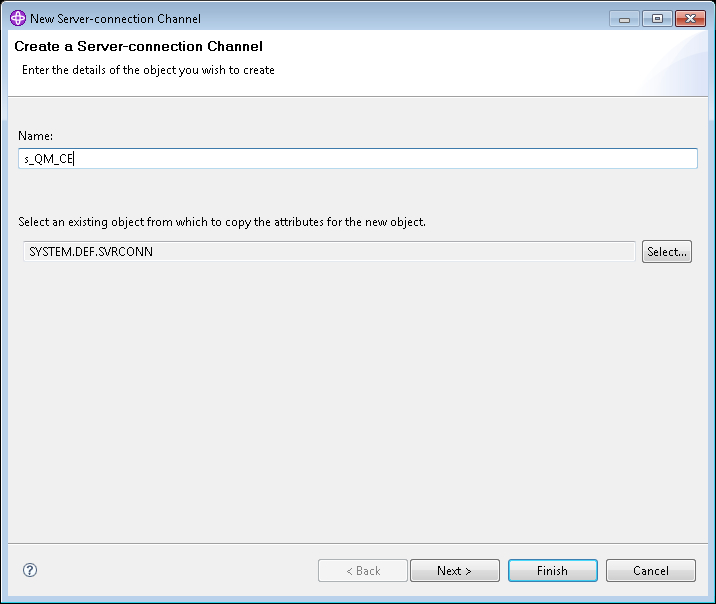 New Server-connection Channel
Create a Server-connection Channel
Enter the details of the object you wish to create
Name:
s_QM_CE
Select an existing object from which to copy the attributes for the new object.
SYSTEM.DEF.SVRCONN
Select...
?
< Back
Next >
Finish
Cancel